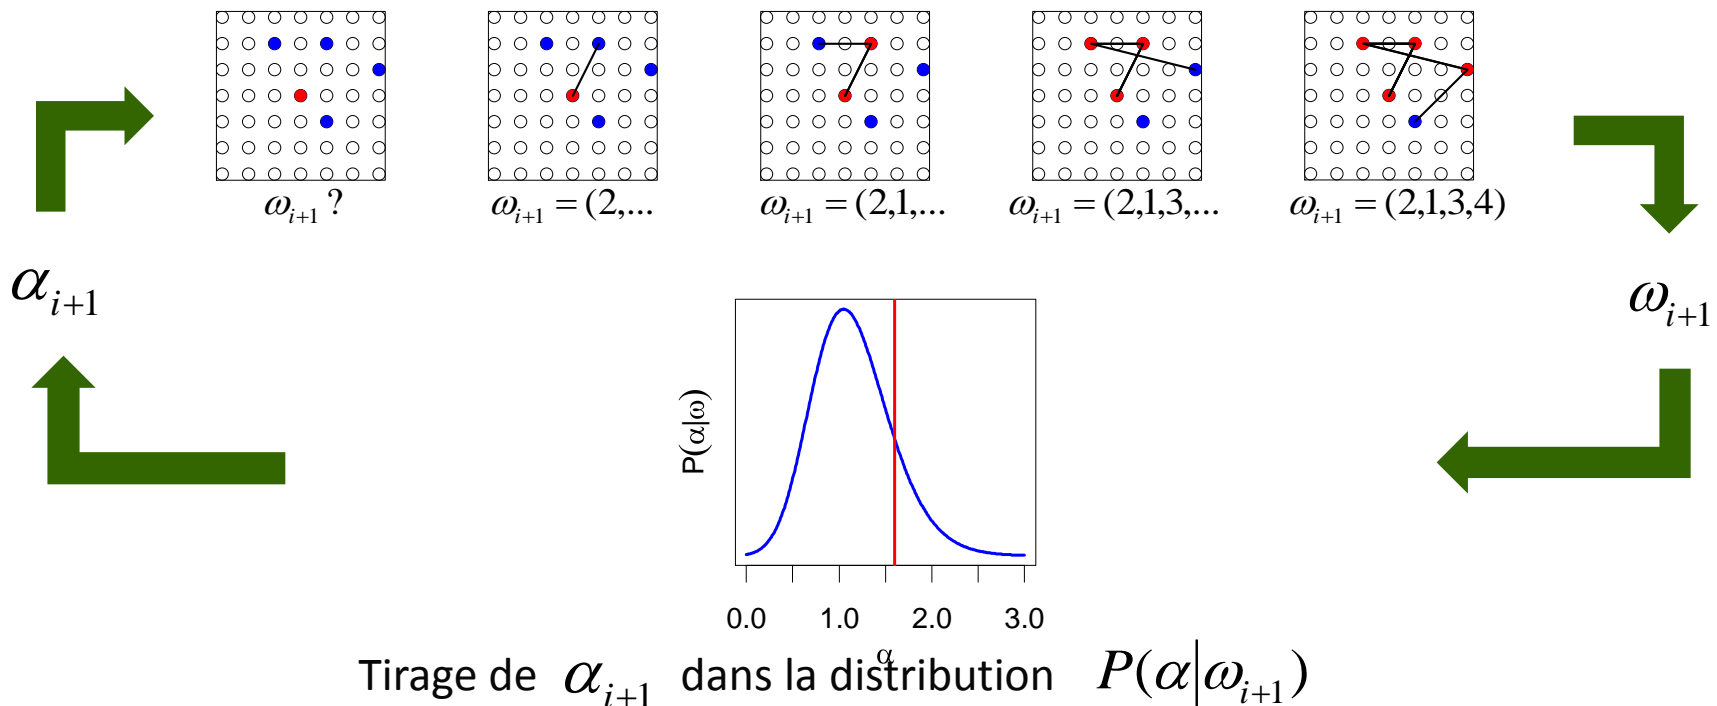 ω_{i+1} ?
ω_{i+1} = (2,...
ω_{i+1} = (2,1,...
ω_{i+1} = (2,1,3,...
ω_{i+1} = (2,1,3,4)
α_{i+1}
ω_{i+1}
P(α|ω)
0.0 1.0 2.0 3.0
α
Tirage de α_{i+1} dans la distribution P(α|ω_{i+1})